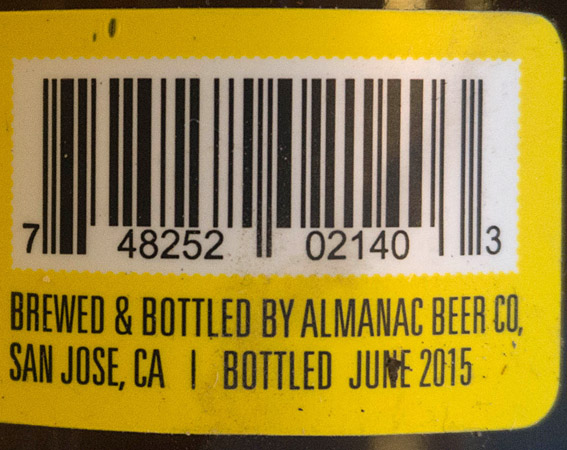 7 48252 02140 3
BREWED & BOTTLED BY ALMANAC BEER CO,
SAN JOSE, CA | BOTTLED JUNE 2015